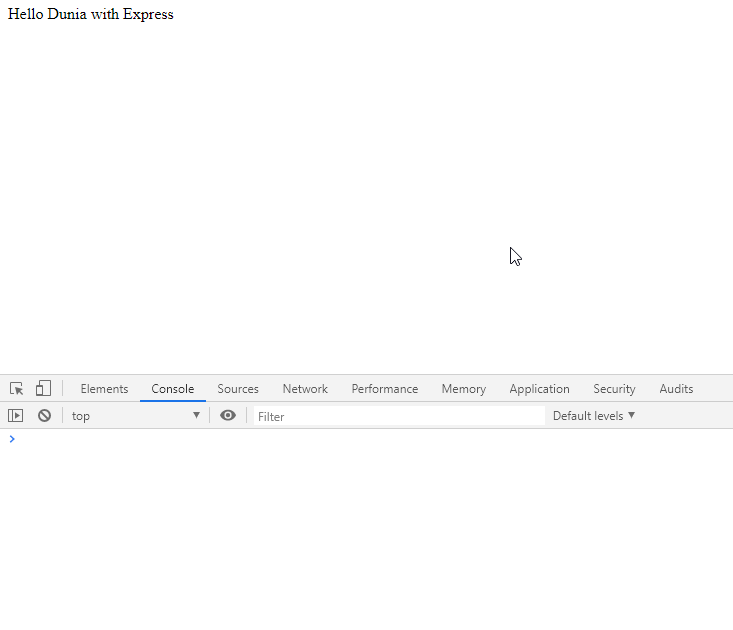 Hello Dunia with Express
Elements Console Sources Network Performance Memory Application Security Audits
top Filter Default levels